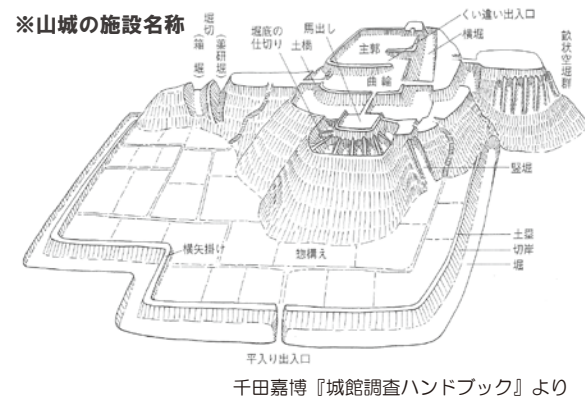 ※山城の施設名称
堀切
(箱堀)
(薬研堀)
堀底の
仕切り
土橋
馬出し
主郭
曲輪
くい違い出入口
横堀
畝状空堀群
竪堀
土塁
切岸
堀
横矢掛け
惣構え
平入り出入口
千田嘉博『城館調査ハンドブック』より